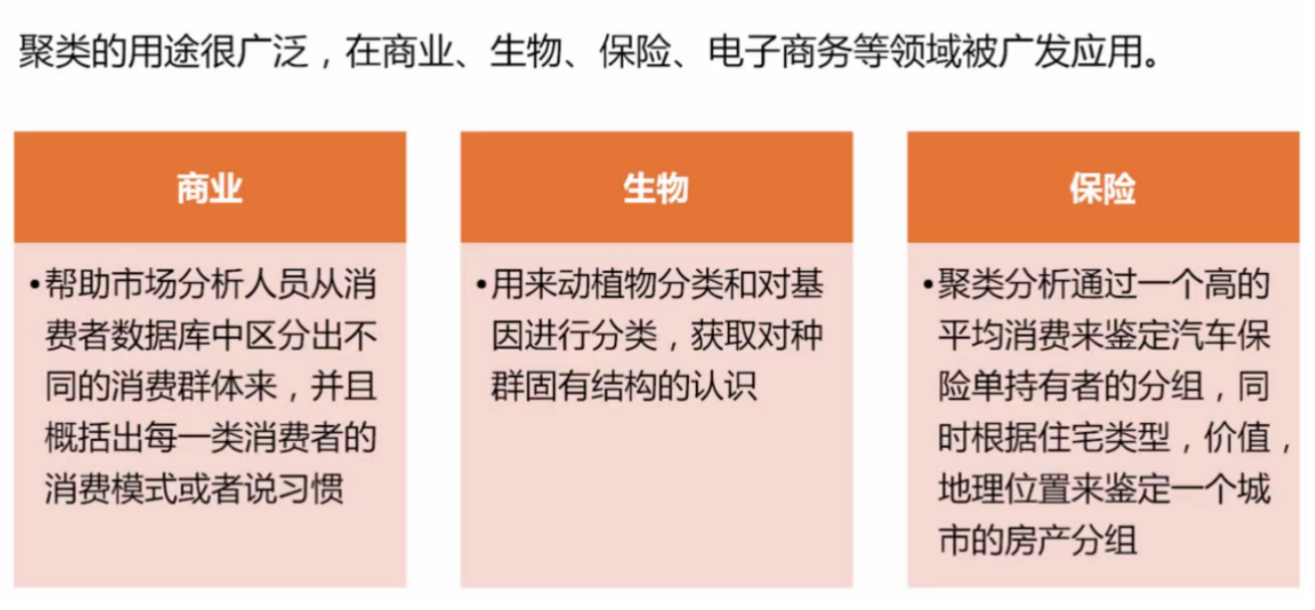 聚类的用途很广泛，在商业、生物、保险、电子商务等领域被广发应用。
商业
•帮助市场分析人员从消
费者数据库中区分出不
同的消费群体来，并且
概括出每一类消费者的
消费模式或者说习惯
生物
•用来动植物分类和对基
因进行分类，获取对种
群固有结构的认识
保险
•聚类分析通过一个高的
平均消费来鉴定汽车保
险单持有者的分组，同
时根据住宅类型，价值，
地理位置来鉴定一个城
市的房产分组